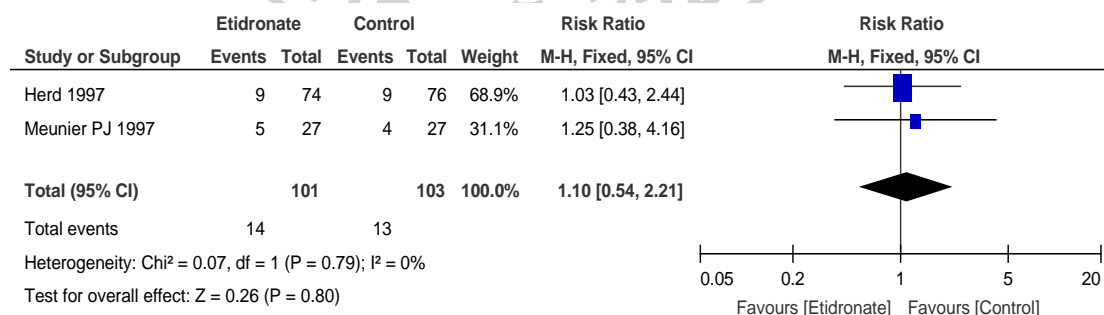 Etidronate Control Risk Ratio Risk Ratio
Study or Subgroup Events Total Events Total Weight M-H, Fixed, 95% CI M-H, Fixed, 95% CI
Herd 1997 9 74 9 76 68.9% 1.03 [0.43, 2.44]
Meunier PJ 1997 5 27 4 27 31.1% 1.25 [0.38, 4.16]
Total (95% CI) 101 103 100.0% 1.10 [0.54, 2.21]
Total events 14 13
Heterogeneity: Chi² = 0.07, df = 1 (P = 0.79); I² = 0%
Test for overall effect: Z = 0.26 (P = 0.80)
0.05 0.2 1 5 20
Favours [Etidronate] Favours [Control]